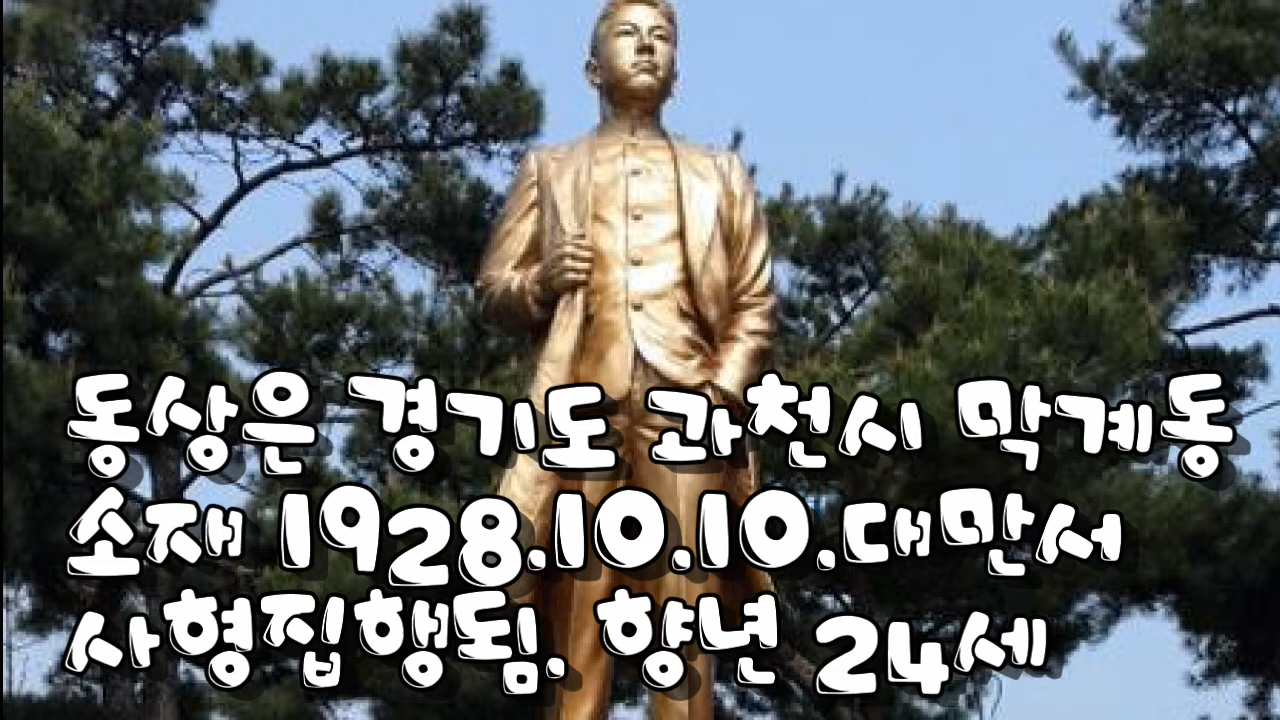 동상은 경기도 과천시 막계동
소재 1928.10.10.대만서
사형집행됨. 향년 24세